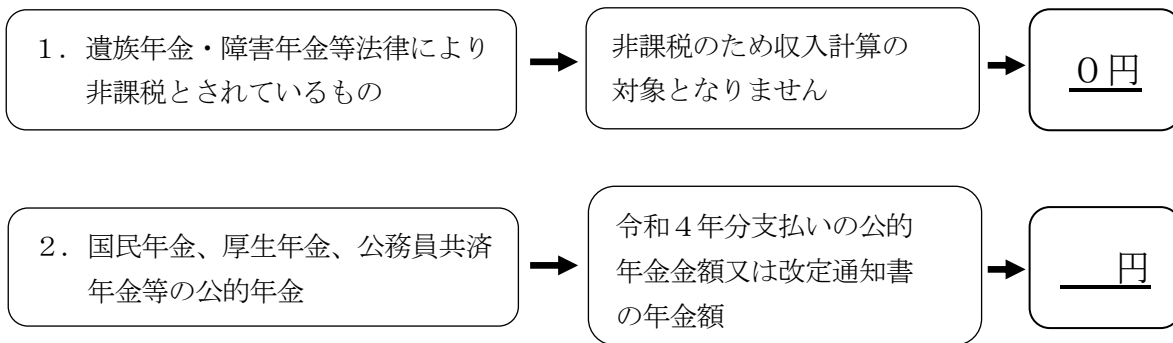 １．遺族年金・障害年金等法律により
非課税とされているもの
非課税のため収入計算の
対象となりません
０円
２．国民年金、厚生年金、公務員共済
年金等の公的年金
令和４年分支払いの公的
年金金額又は改定通知書
の年金額
円